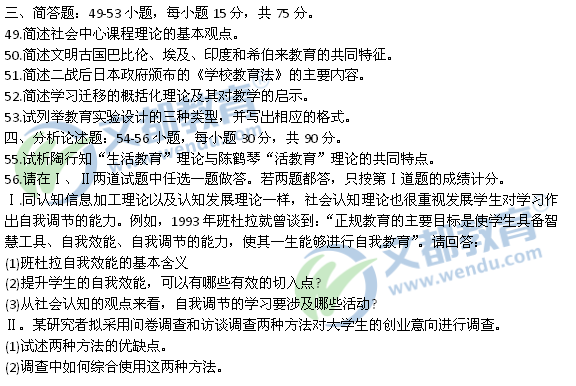 三、简答题：49-53 小题，每小题 15 分，共 75 分。
49.简述社会中心课程理论的基本观点。
50.简述文明古国巴比伦、埃及、印度和希伯来教育的共同特征。
51.简述二战后日本政府颁布的《学校教育法》的主要内容。
52.简述学习迁移的概括化理论及其对教学的启示。
53.试列举教育实验设计的三种类型，并写出相应的格式。
四、分析论述题：54-56 小题，每小题 30 分，共 90 分。
55.试析陶行知“生活教育”理论与陈鹤琴“活教育”理论的共同特点。
56.请在Ⅰ、Ⅱ两道试题中任选一题做答。若两题都答，只按第Ⅰ道题的成绩计分。
Ⅰ.同认知信息加工理论以及认知发展理论一样，社会认知理论也很重视发展学生对学习作
出自我调节的能力。例如，1993 年班杜拉就曾谈到：“正规教育的主要目标是使学生具备智
慧工具、自我效能、自我调节的能力，使其一生能够进行自我教育”。请回答：
(1)班杜拉自我效能的基本含义
(2)提升学生的自我效能，可以有哪些有效的切入点?
(3)从社会认知的观点来看，自我调节的学习要涉及哪些活动?
Ⅱ。某研究者拟采用问卷调查和访谈调查两种方法对大学生的创业意向进行调查。
(1)试述两种方法的优缺点。
(2)调查中如何综合使用这两种方法。
文都教育
www.wendu.com
文都教育
www.wendu.com